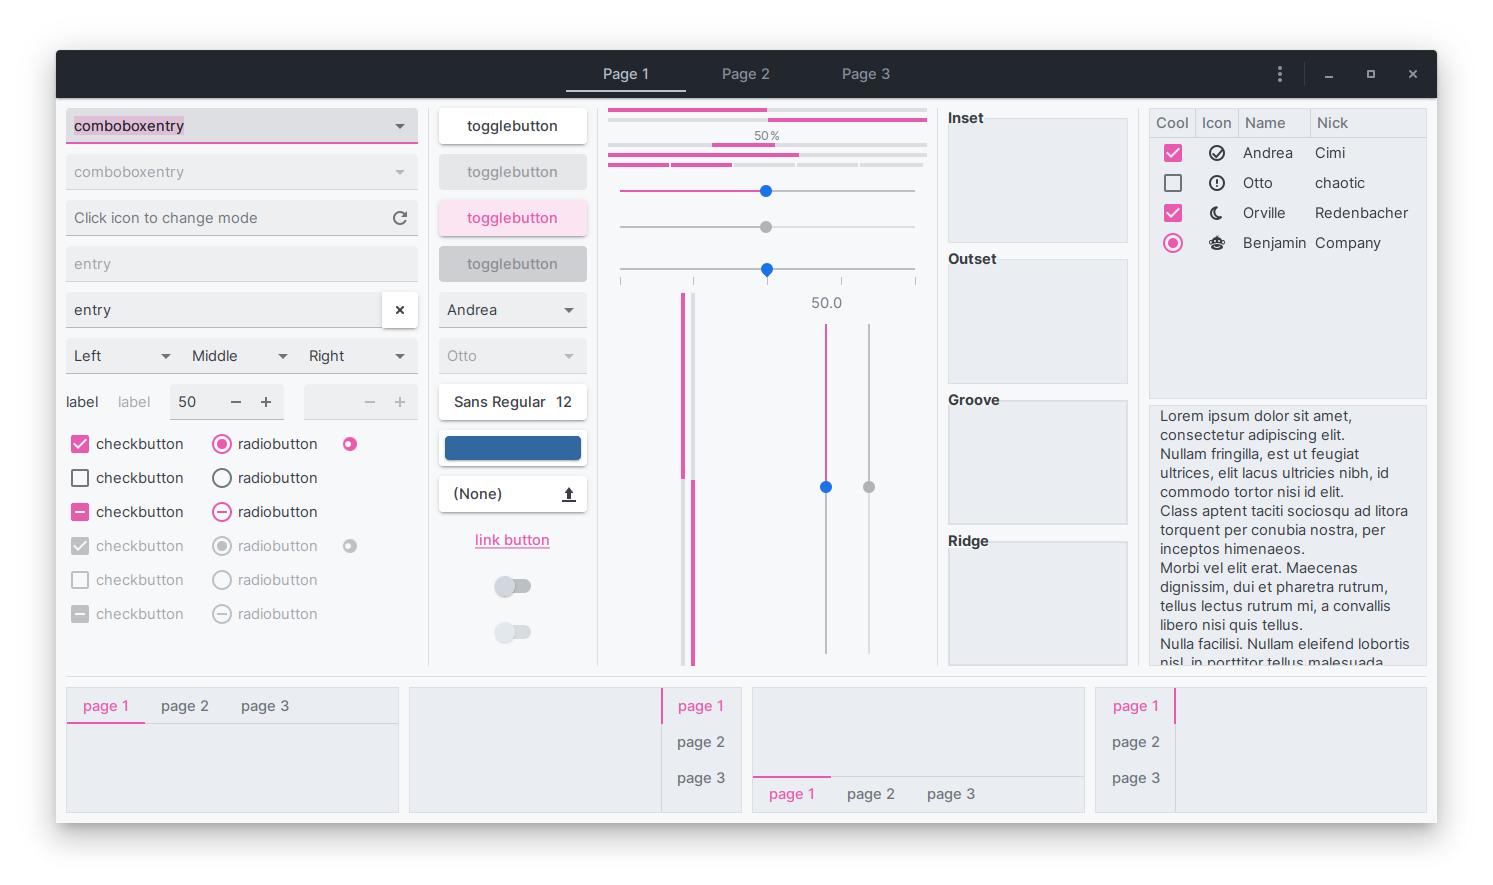 Page 1 Page 2 Page 3
comboboxentry
comboboxentry
Click icon to change mode
entry
entry
Left Middle Right
label label 50
checkbutton radiobutton
checkbutton radiobutton
checkbutton radiobutton
checkbutton radiobutton
checkbutton radiobutton
checkbutton radiobutton
togglebutton
togglebutton
togglebutton
togglebutton
Andrea
Otto
Sans Regular 12
(None)
link button
50 %
50.0
Inset
Outset
Groove
Ridge
Cool Icon Name Nick
Andrea Cimi
Otto chaotic
Orville Redenbacher
Benjamin Company
Lorem ipsum dolor sit amet,
consectetur adipiscing elit.
Nullam fringilla, est ut feugiat
ultrices, elit lacus ultricies nibh, id
commodo tortor nisi id elit.
Class aptent taciti sociosqu ad litora
torquent per conubia nostra, per
inceptos himenaeos.
Morbi vel elit erat. Maecenas
dignissim, dui et pharetra rutrum,
tellus lectus rutrum mi, a convallis
libero nisi quis tellus.
Nulla facilisi. Nullam eleifend lobortis
nisl, in porttitor tellus malesuada
page 1 page 2 page 3
page 1
page 2
page 3
page 1 page 2 page 3
page 1
page 2
page 3